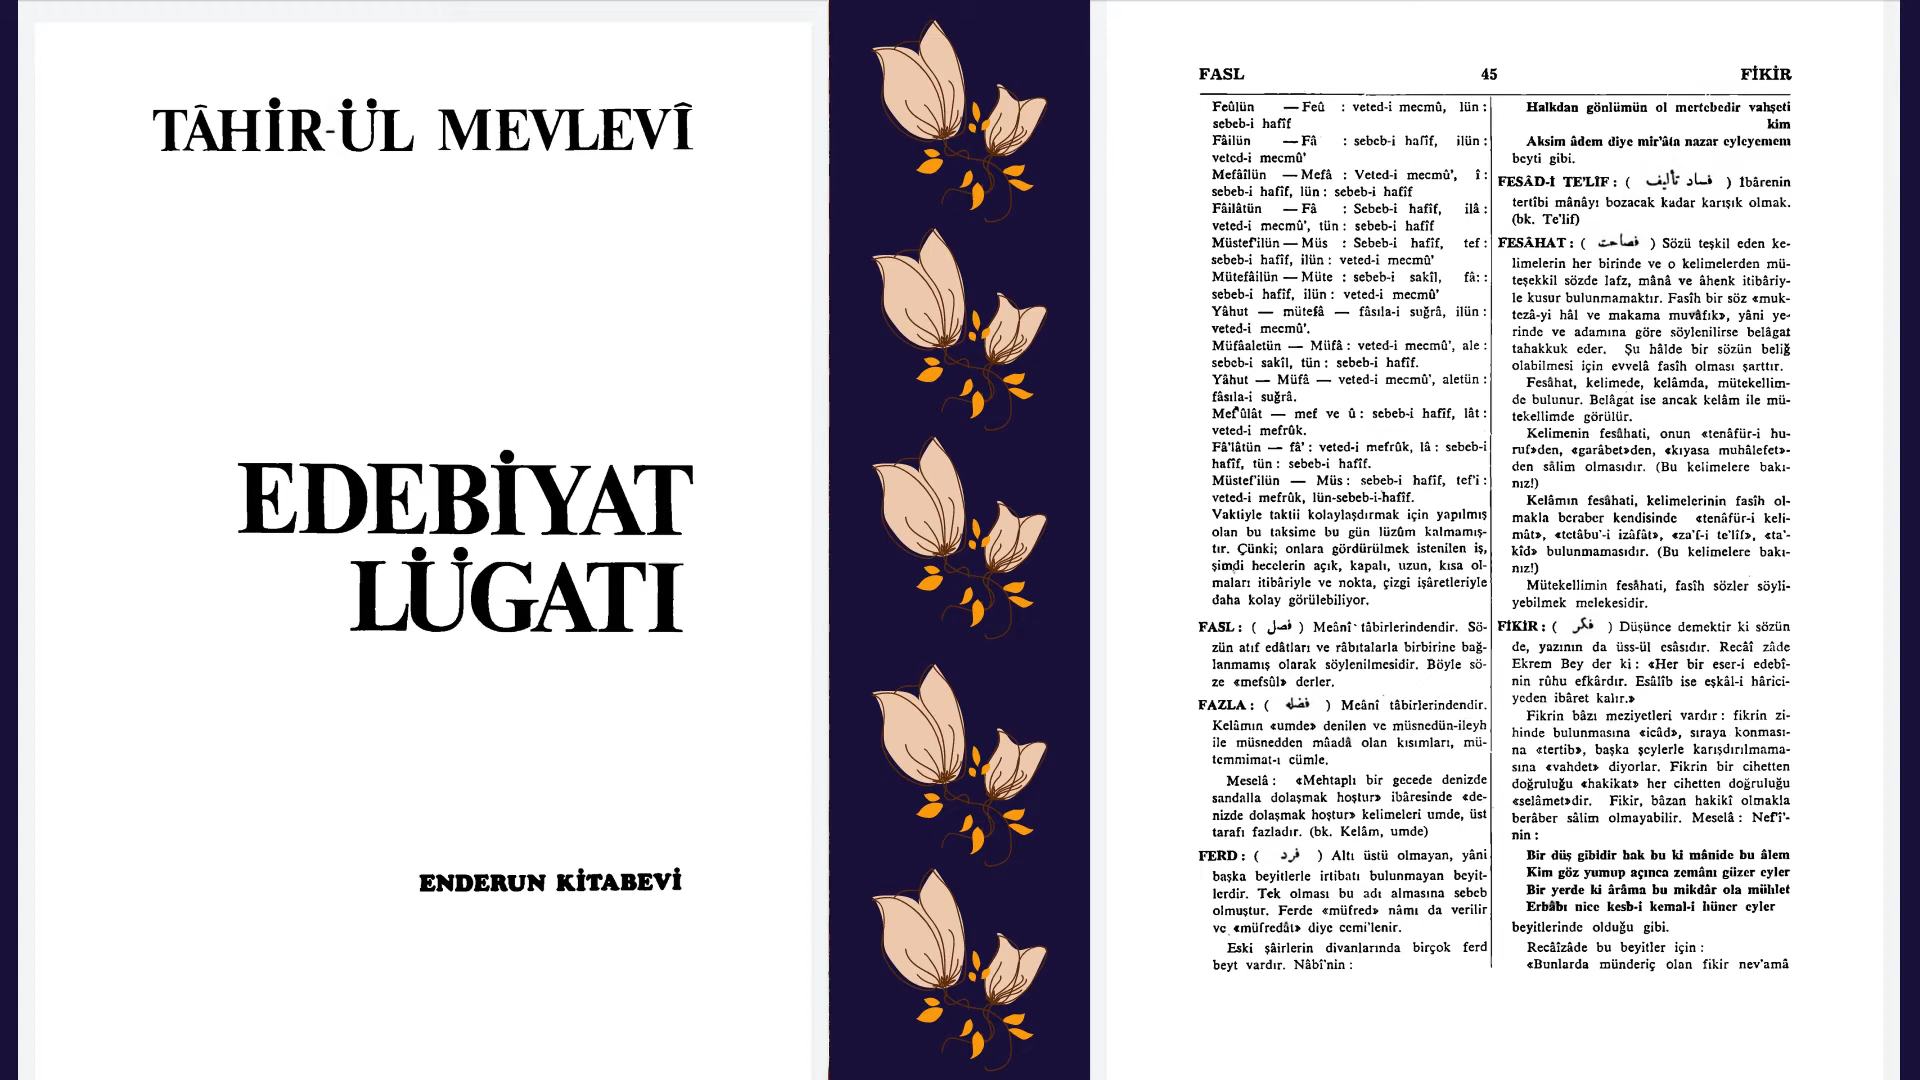 TÂHİR-ÜL MEVLEVÎ
EDEBİYAT
LÜGATI
ENDERUN KİTABEVİ
FASL 45 FİKİR
Feûlün — Feû : veted-i mecmû, lün :
sebeb-i hafîf
Fâilün — Fâ : sebeb-i hafîf, ilün :
veted-i mecmû'
Mefâîlün — Mefâ : Veted-i mecmû', î :
sebeb-i hafîf, lün : sebeb-i hafîf
Fâilâtün — Fâ : Sebeb-i hafîf, ilâ :
veted-i mecmû', tün : sebeb-i hafîf
Müstef'ilün — Müs : Sebeb-i hafîf, tef :
sebeb-i hafîf, ilün : veted-i mecmû'
Mütefâilün — Müte : sebeb-i sakîl, fâ: :
sebeb-i hafîf, ilün : veted-i mecmû'
Yâhut — mütefâ — fâsıla-i suğrâ, ilün :
veted-i mecmû'.
Müfâaletün — Müfâ : veted-i mecmû', ale :
sebeb-i sakîl, tün : sebeb-i hafîf.
Yâhut — Müfâ — veted-i mecmû', aletün :
fâsıla-i suğrâ.
Mef'ûlât — mef ve û : sebeb-i hafîf, lât :
veted-i mefrûk.
Fâ'lâtün — fâ' : veted-i mefrûk, lâ : sebeb-i
hafîf, tün : sebeb-i hafîf.
Müstef'ilün — Müs : sebeb-i hafîf, tef'i :
veted-i mefrûk, lün-sebeb-i-hafîf.
Vaktiyle taktii kolaylaşdırmak için yapılmış
olan bu taksime bu gün lüzûm kalmamış-
tır. Çünki; onlara gördürülmek istenilen iş,
şimdi hecelerin açık, kapalı, uzun, kısa ol-
maları itibâriyle ve nokta, çizgi işâretleriyle
daha kolay görülebiliyor.
FASL : ( فصل ) Meânî tâbirlerindendir. Sö-
zün atıf edâtları ve râbıtalarla birbirine bağ-
lanmamış olarak söylenilmesidir. Böyle sö-
ze «mefsûl» derler.
FAZLA : ( فضله ) Meânî tâbirlerindendir.
Kelâmın «umde» denilen ve müsnedün-ileyh
ile müsnedden mâadâ olan kısımları, mü-
temmimat-ı cümle.
Meselâ : «Mehtaplı bir gecede denizde
sandalla dolaşmak hoştur» ibâresinde «de-
nizde dolaşmak hoştur» kelimeleri umde, üst
tarafı fazladır. (bk. Kelâm, umde)
FERD : ( فرد ) Altı üstü olmayan, yâni
başka beyitlerle irtibatı bulunmayan beyit-
lerdir. Tek olması bu adı almasına sebeb
olmuştur. Ferde «müfred» nâmı da verilir
ve «müfredât» diye cemi'lenir.
Eski şâirlerin divanlarında birçok ferd
beyt vardır. Nâbî'nin :
Halkdan gönlümün ol mertebedir vahşeti
kim
Aksim âdem diye mir'âta nazar eyleyemem
beyti gibi.
FESÂD-İ TE'LİF : ( فساد تأليف ) İbârenin
tertîbi mânâyı bozacak kadar karışık olmak.
(bk. Te'lif)
FESÂHAT : ( فصاحت ) Sözü teşkil eden ke-
limelerin her birinde ve o kelimelerden mü-
teşekkil sözde lafz, mânâ ve âhenk itibâriy-
le kusur bulunmamaktır. Fasîh bir söz «muk-
tezâ-yi hâl ve makama muvâfık», yâni ye-
rinde ve adamına göre söylenilirse belâgat
tahakkuk eder. Şu hâlde bir sözün belîğ
olabilmesi için evvelâ fasîh olması şarttır.
Fesâhat, kelimede, kelâmda, mütekellim-
de bulunur. Belâgat ise ancak kelâm ile mü-
tekellimde görülür.
Kelimenin fesâhati, onun «tenâfür-i hu-
ruf»den, «garâbet»den, «kıyasa muhâlefet»-
den sâlim olmasıdır. (Bu kelimelere bakı-
nız!)
Kelâmın fesâhati, kelimelerinin fasîh ol-
makla beraber kendisinde «tenâfür-i keli-
mât», «tetâbu'-i izâfât», «za'f-i te'lif», «ta'-
kîd» bulunmamasıdır. (Bu kelimelere bakı-
nız!)
Mütekellimin fesâhati, fasîh sözler söyli-
yebilmek melekesidir.
FİKİR : ( فكر ) Düşünce demektir ki sözün
de, yazının da üss-ül esâsıdır. Recâî zâde
Ekrem Bey der ki : «Her bir eser-i edebî-
nin rûhu efkârdır. Esâlîb ise eşkâl-i hârici-
yeden ibâret kalır.»
Fikrin bâzı meziyetleri vardır : fikrin zi-
hinde bulunmasına «icâd», sıraya konması-
na «tertib», başka şeylerle karışdırılmama-
sına «vahdet» diyorlar. Fikrin bir cihetten
doğruluğu «hakikat» her cihetten doğruluğu
«selâmet»dir. Fikir, bâzan hakikî olmakla
berâber sâlim olmayabilir. Meselâ : Nef'î'-
nin :
Bir düş gibidir hak bu ki mânide bu âlem
Kim göz yumup açınca zemânı güzer eyler
Bir yerde ki ârâma bu mikdâr ola mühlet
Erbâbı nice kesb-i kemal-i hüner eyler
beyitlerinde olduğu gibi.
Recâîzâde bu beyitler için :
«Bunlarda münderiç olan fikir nev'amâ